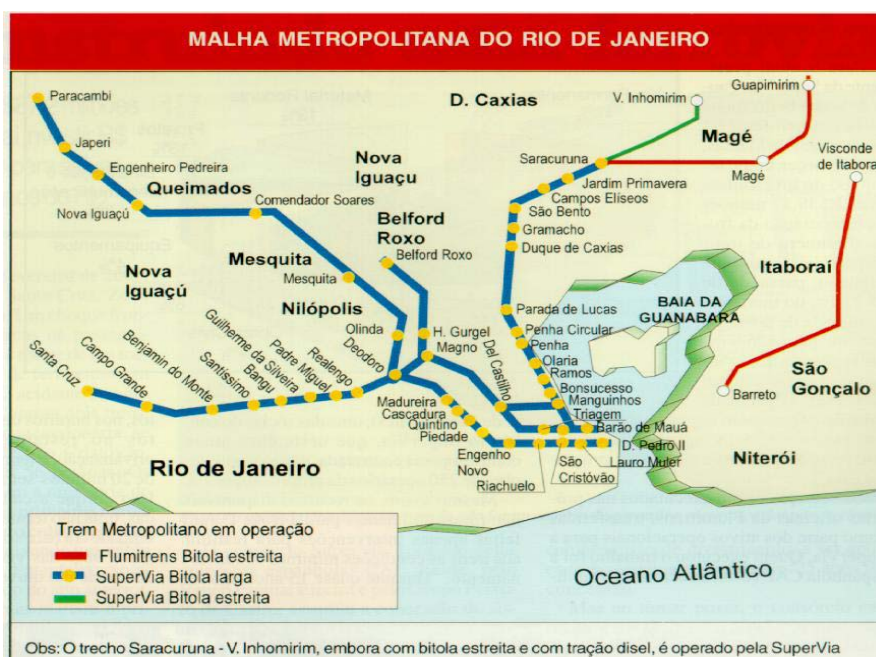 MALHA METROPOLITANA DO RIO DE JANEIRO
Paracambi
Japeri
Engenheiro Pedreira
Queimados
Nova Iguaçú
Comendador Soares
Nova
Iguaçu
D. Caxias
V. Inhomirim
Guapimirim
Magé
Magé
Visconde
de Itabora
Saracuruna
Jardim Primavera
Campos Elíseos
São Bento
Gramacho
Duque de Caxias
Belford
Roxo
Belford Roxo
Mesquita
Mesquita
Nova
Iguaçú
Nilópolis
Olinda
Deodoro
Realengo
Padre Miguel
Guilherme da Silveira
Bangu
Santíssimo
Benjamin do Monte
Campo Grande
Santa Cruz
H. Gurgel
Magno
Del Castilho
Parada de Lucas
Penha Circular
Penha
Olaria
Ramos
Bonsucesso
Manguinhos
Triagem
Barão de Mauá
D. Pedro II
Lauro Muler
São
Cristóvão
Riachuelo
Engenho
Novo
Piedade
Quintino
Cascadura
Madureira
BAIA DA
GUANABARA
Itaboraí
São
Gonçalo
Barreto
Niterói
Rio de Janeiro
Oceano Atlântico
Trem Metropolitano em operação
Flumitrens Bitola estreita
SuperVia Bitola larga
SuperVia Bitola estreita
Obs: O trecho Saracuruna - V. Inhomirim, embora com bitola estreita e com tração disel, é operado pela SuperVia